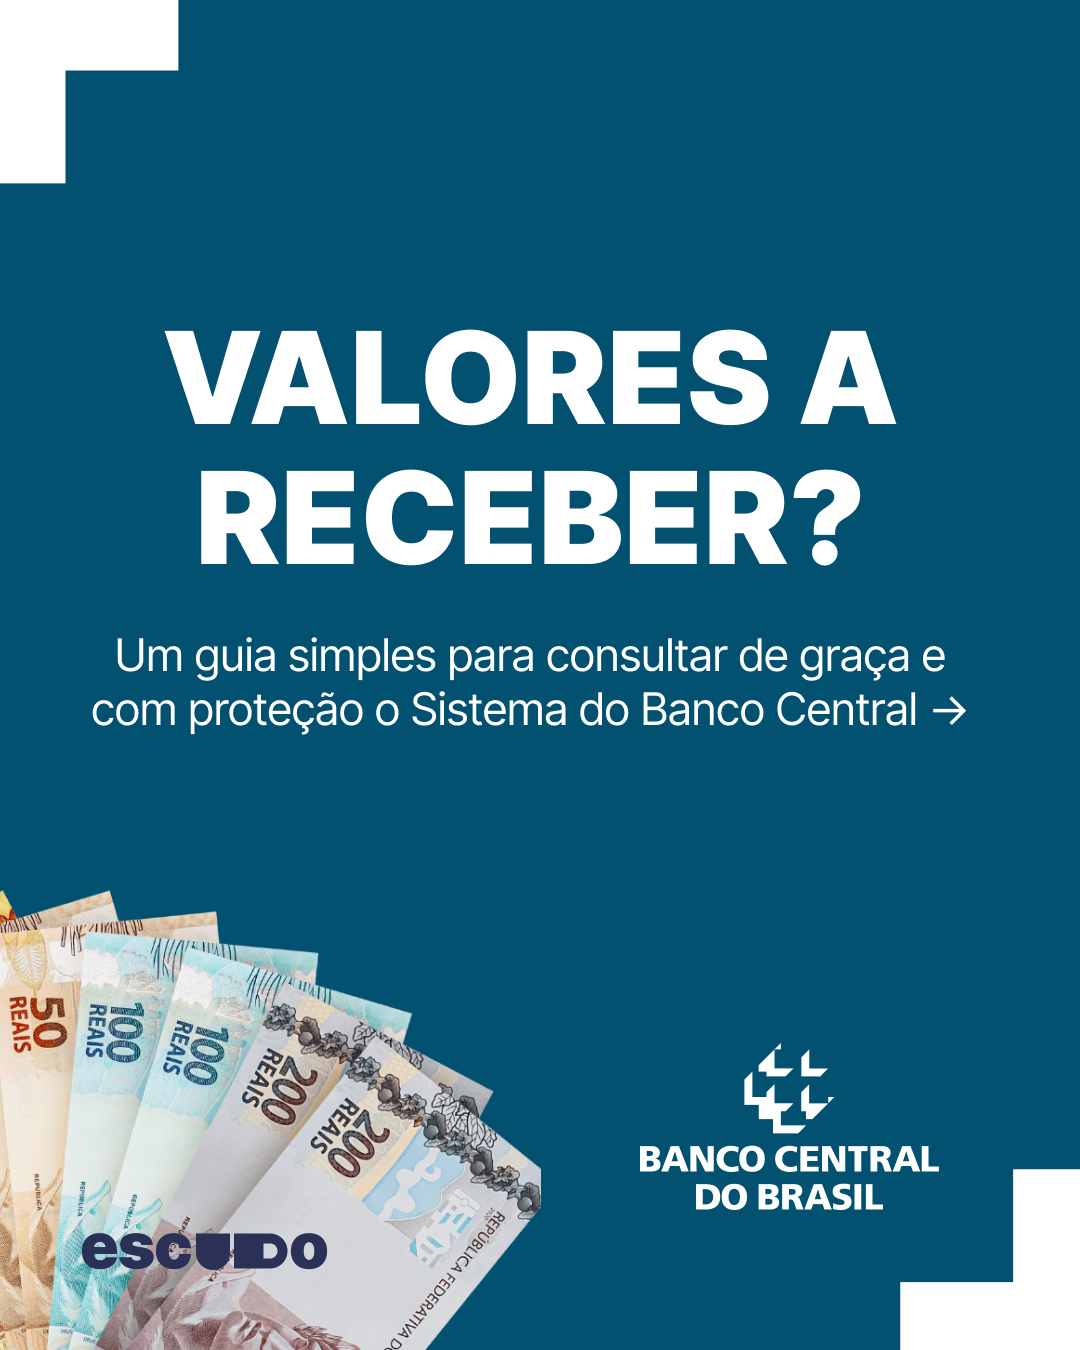 VALORES A
RECEBER?
Um guia simples para consultar de graça e
com proteção o Sistema do Banco Central →
50
REAIS
100
REAIS
100
REAIS
200
REAIS
200
REAIS
REPÚBLICA FEDERATIVA DO
escudo
BANCO CENTRAL
DO BRASIL